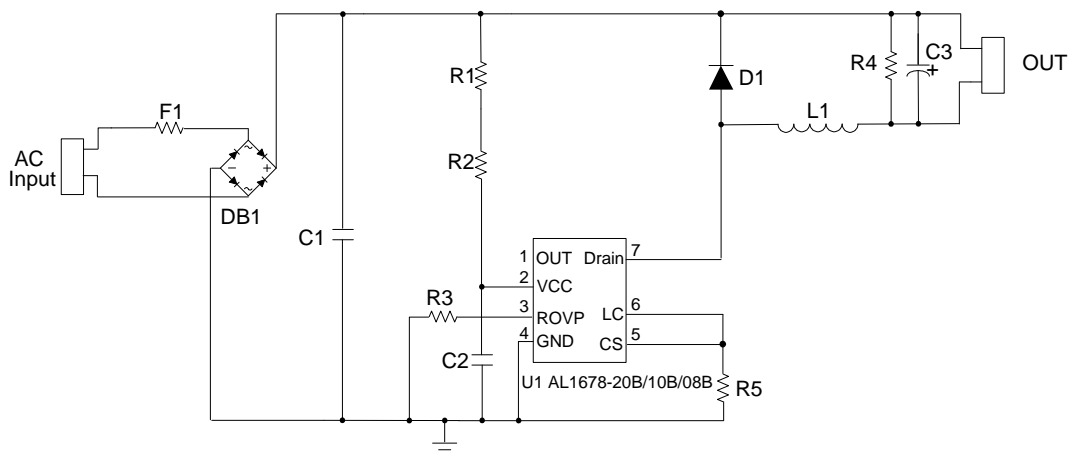 F1
AC
Input
DB1
C1
R1
R2
D1
L1
R4
C3
+
OUT
~
−
+
~
1 OUT Drain 7
2 VCC
R3 3 ROVP LC 6
4 GND CS 5
C2
U1 AL1678-20B/10B/08B
R5